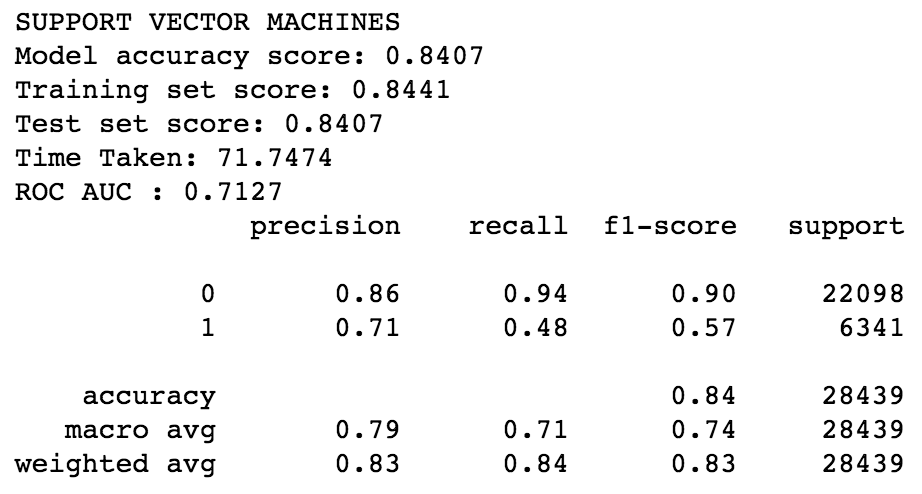 SUPPORT VECTOR MACHINES
Model accuracy score: 0.8407
Training set score: 0.8441
Test set score: 0.8407
Time Taken: 71.7474
ROC AUC : 0.7127
precision recall f1-score support
0 0.86 0.94 0.90 22098
1 0.71 0.48 0.57 6341
accuracy 0.84 28439
macro avg 0.79 0.71 0.74 28439
weighted avg 0.83 0.84 0.83 28439